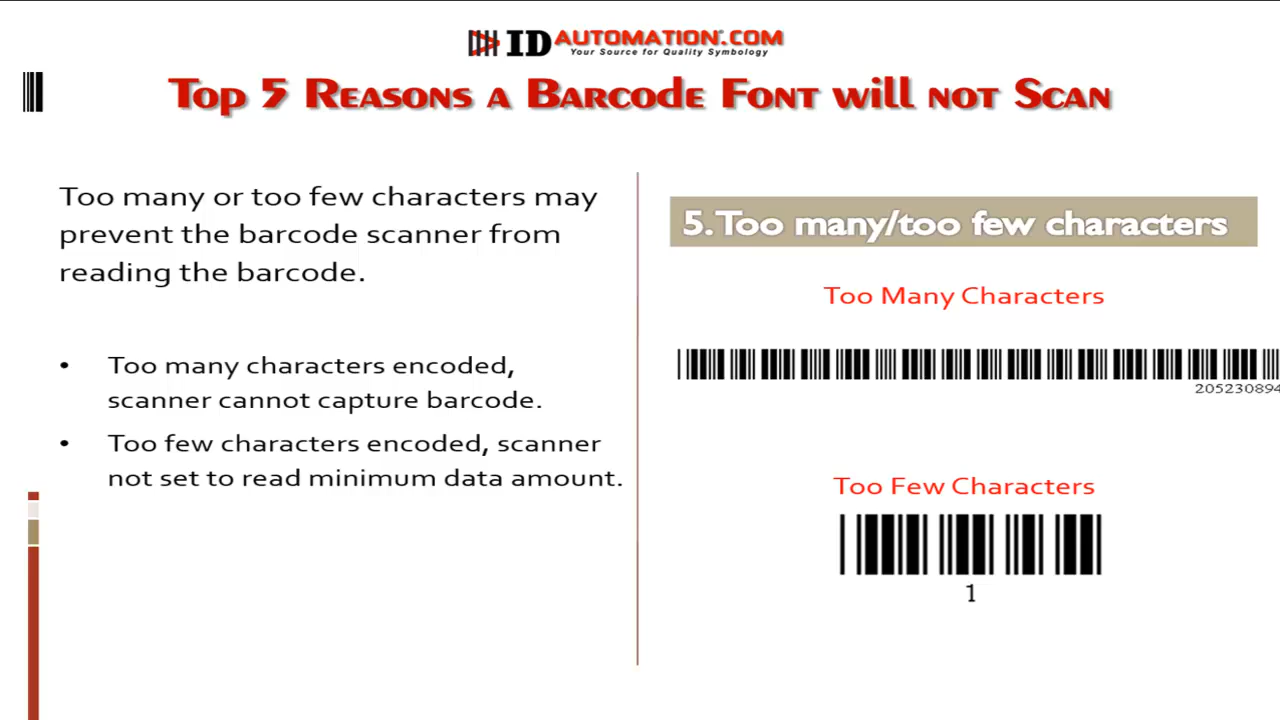 IDAUTOMATION.COM
Your Source for Quality Symbology
Top 5 Reasons a Barcode Font will not Scan
Too many or too few characters may
prevent the barcode scanner from
reading the barcode.
• Too many characters encoded,
scanner cannot capture barcode.
• Too few characters encoded, scanner
not set to read minimum data amount.
5. Too many/too few characters
Too Many Characters
205230894
Too Few Characters
1